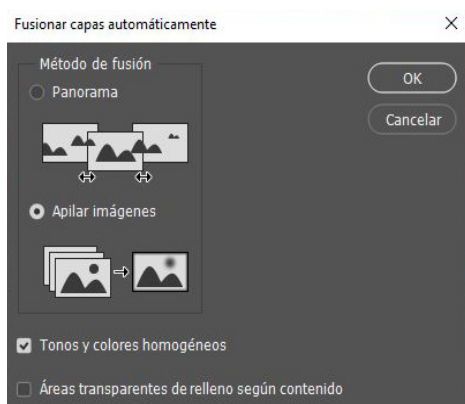 Fusionar capas automáticamente
Método de fusión
Panorama
Apilar imágenes
OK
Cancelar
Tonos y colores homogéneos
Áreas transparentes de relleno según contenido